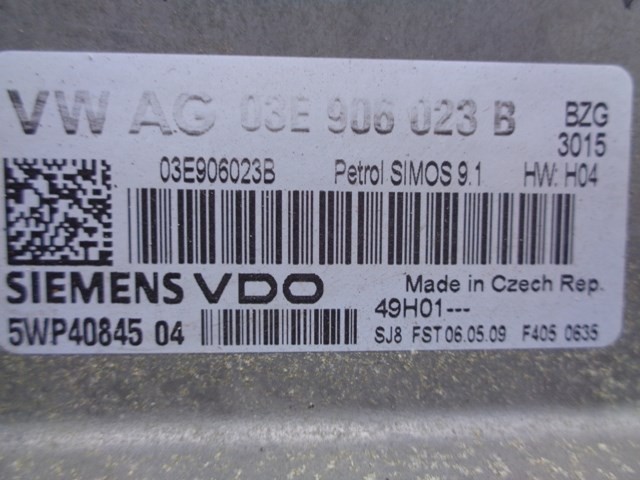 VW AG 03E 906 023 B
BZG
3015
03E906023B Petrol SIMOS 9.1 HW: H04
SIEMENS VDO
Made in Czech Rep.
49H01---
5WP40845 04
SJ8 FST 06.05.09 F405 0635